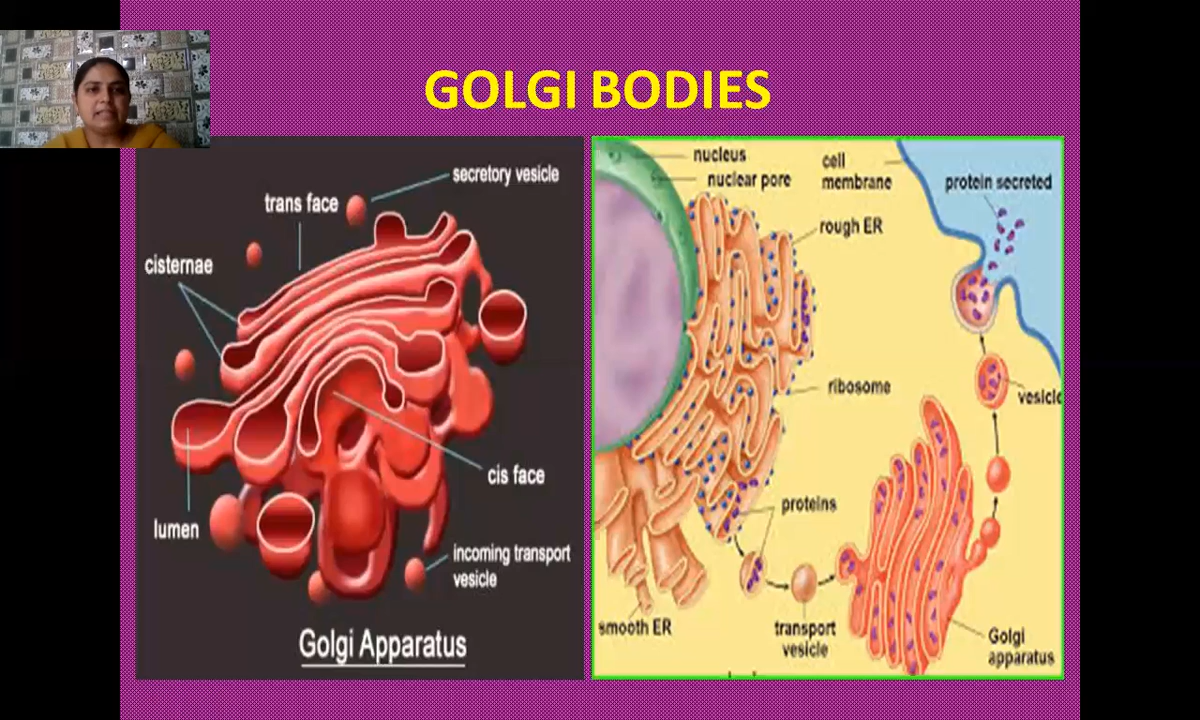 GOLGI BODIES
secretory vesicle
trans face
cisternae
cis face
lumen
incoming transport
vesicle
Golgi Apparatus
nucleus
nuclear pore
cell
membrane
protein secreted
rough ER
ribosome
vesicle
proteins
smooth ER
transport
vesicle
Golgi
apparatus